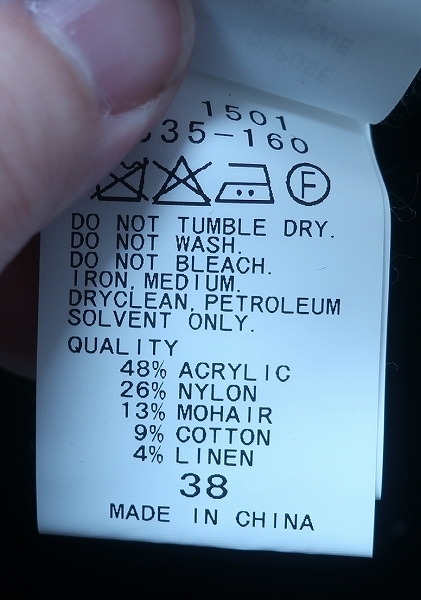 1501
35-160
F
DO NOT TUMBLE DRY.
DO NOT WASH.
DO NOT BLEACH.
IRON, MEDIUM.
DRYCLEAN, PETROLEUM
SOLVENT ONLY.
QUALITY
48% ACRYLIC
26% NYLON
13% MOHAIR
9% COTTON
4% LINEN
38
MADE IN CHINA